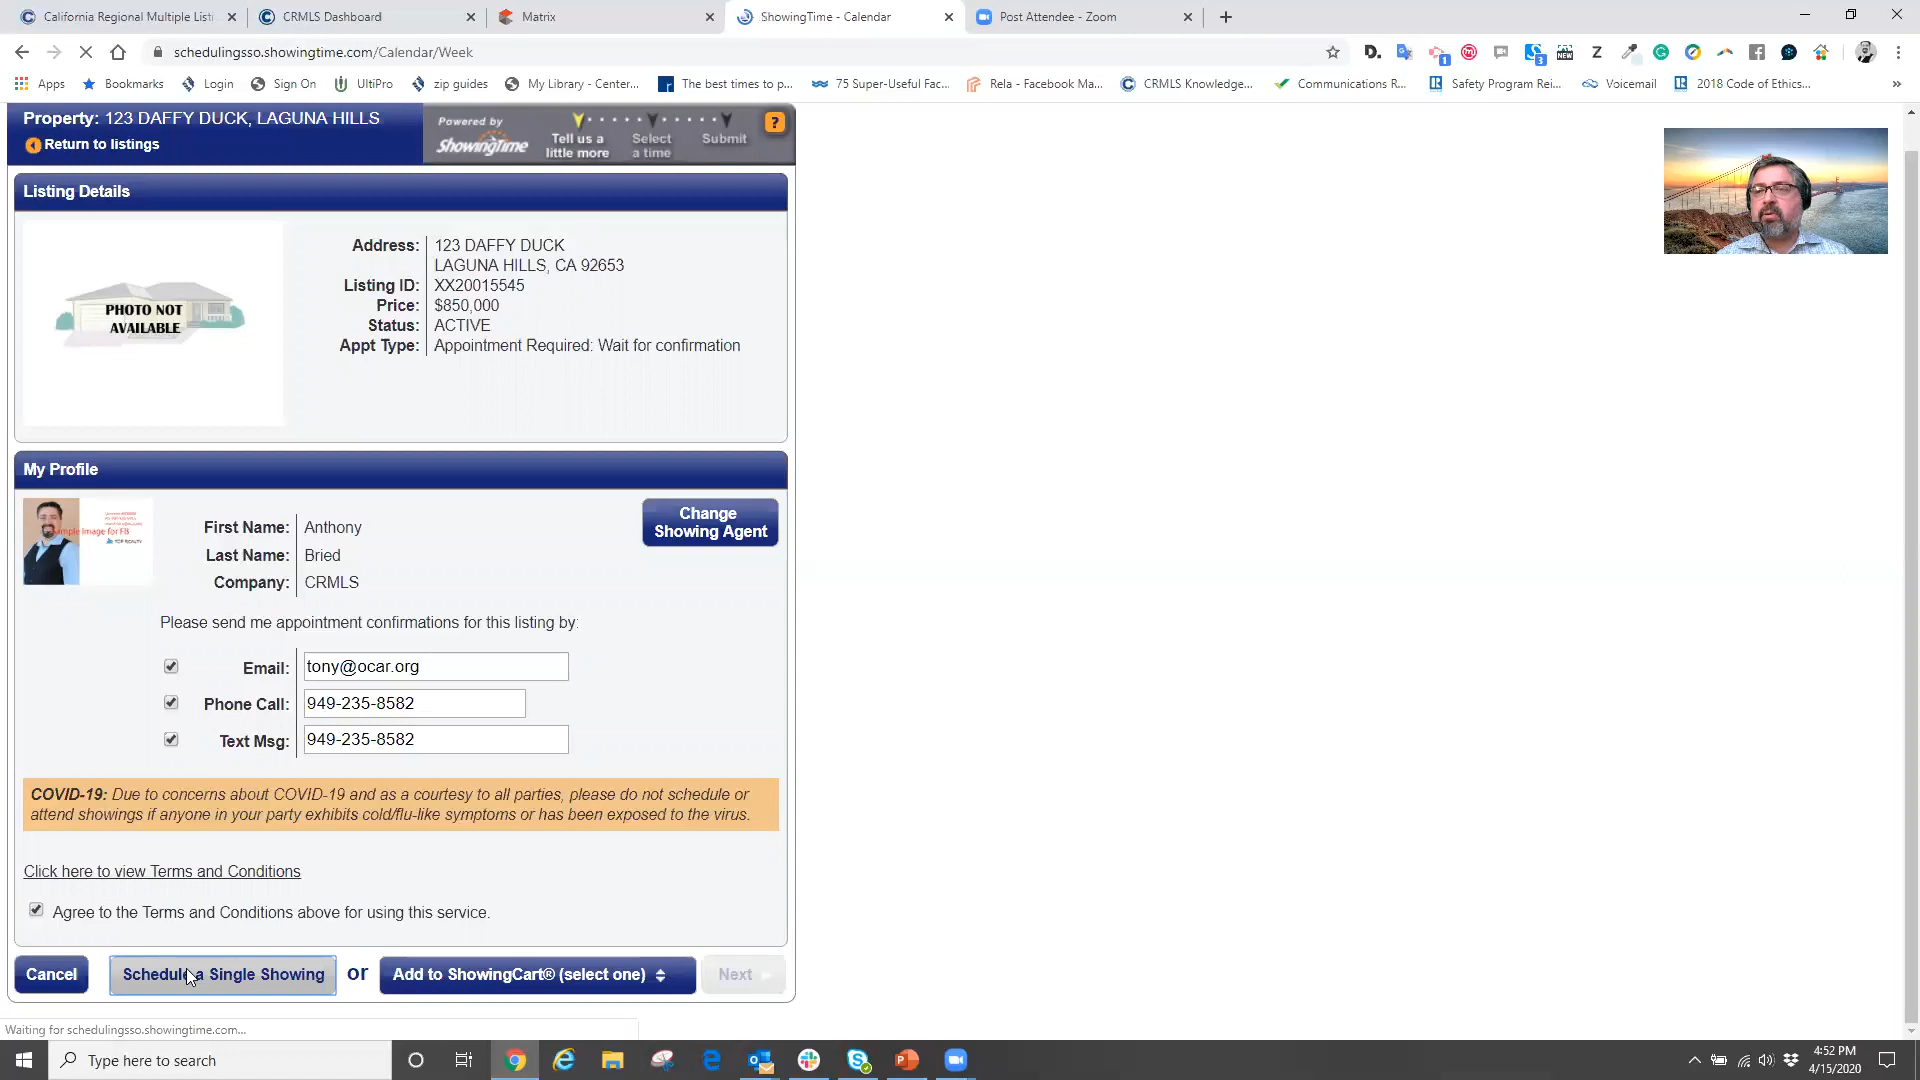 California Regional Multiple Listi
CRMLS Dashboard
Matrix
ShowingTime - Calendar
Post Attendee - Zoom
schedulingsso.showingtime.com/Calendar/Week
Apps
Bookmarks
Login
Sign On
UltiPro
zip guides
My Library - Center...
The best times to p...
75 Super-Useful Fac...
Rela - Facebook Ma...
CRMLS Knowledge...
Communications R...
Safety Program Rei...
Voicemail
2018 Code of Ethics...
Property: 123 DAFFY DUCK, LAGUNA HILLS
Return to listings
Powered by
ShowingTime
Tell us a
little more
Select
a time
Submit
?
Listing Details
PHOTO NOT
AVAILABLE
Address: 123 DAFFY DUCK
LAGUNA HILLS, CA 92653
Listing ID: XX20015545
Price: $850,000
Status: ACTIVE
Appt Type: Appointment Required: Wait for confirmation
My Profile
First Name: Anthony
Last Name: Bried
Company: CRMLS
Change
Showing Agent
Please send me appointment confirmations for this listing by:
Email: tony@ocar.org
Phone Call: 949-235-8582
Text Msg: 949-235-8582
COVID-19: Due to concerns about COVID-19 and as a courtesy to all parties, please do not schedule or
attend showings if anyone in your party exhibits cold/flu-like symptoms or has been exposed to the virus.
Click here to view Terms and Conditions
Agree to the Terms and Conditions above for using this service.
Cancel
Schedule a Single Showing
or
Add to ShowingCart® (select one)
Next
Waiting for schedulingsso.showingtime.com...
Type here to search
4:52 PM
4/15/2020